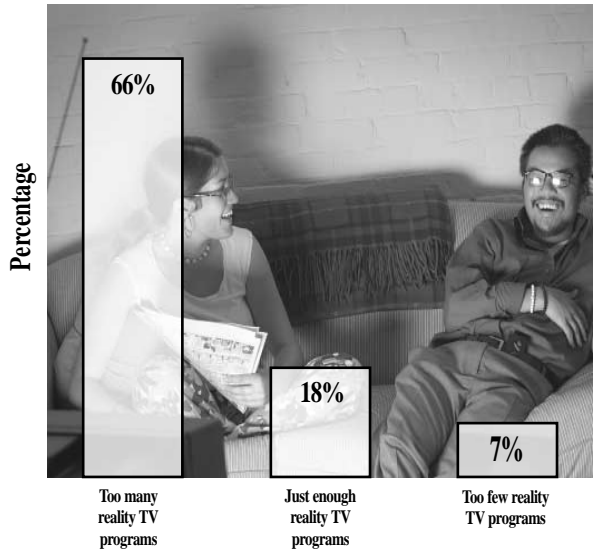 Percentage
66%
18%
7%
Too many
reality TV
programs
Just enough
reality TV
programs
Too few reality
TV programs